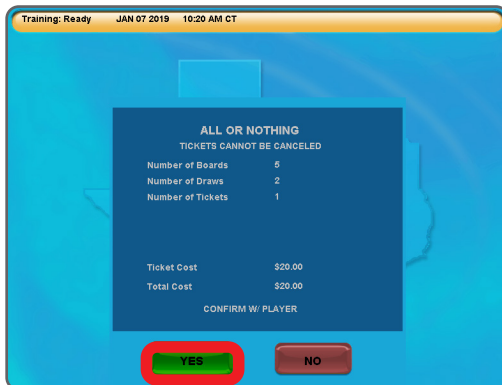 Training: Ready JAN 07 2019 10:20 AM CT
ALL OR NOTHING
TICKETS CANNOT BE CANCELED
Number of Boards 5
Number of Draws 2
Number of Tickets 1
Ticket Cost $20.00
Total Cost $20.00
CONFIRM W/ PLAYER
YES NO